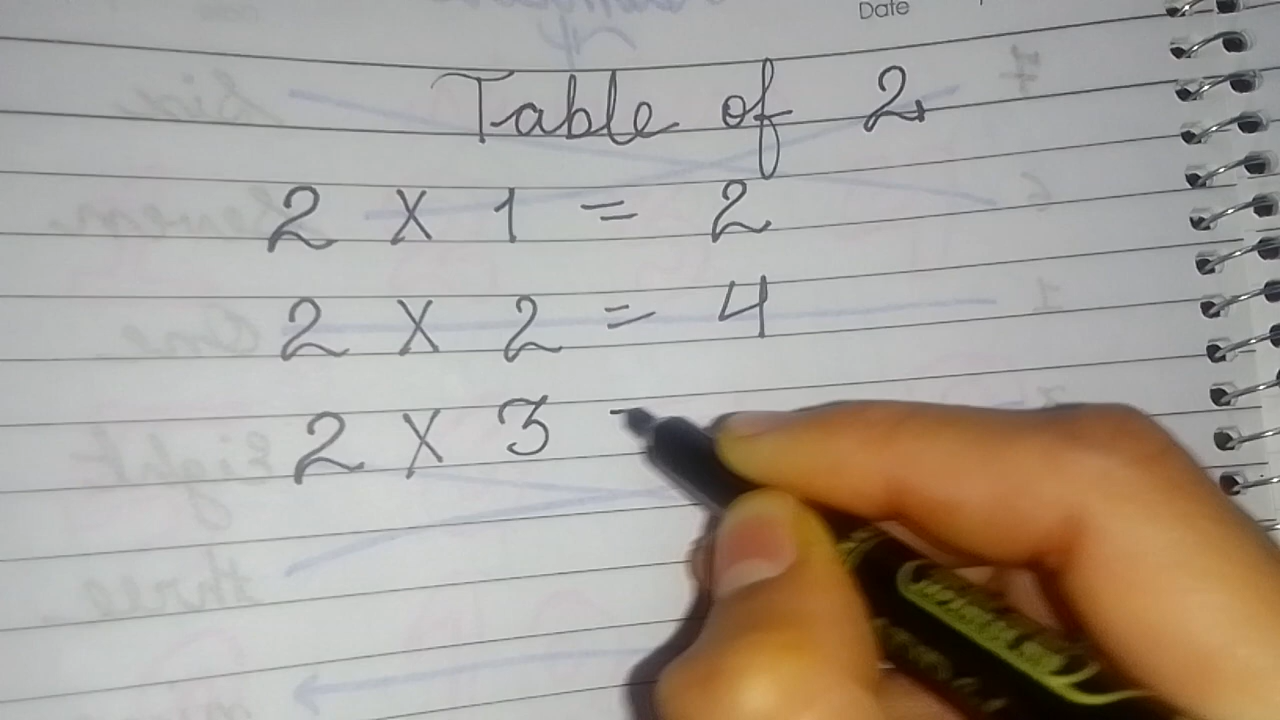 Date
Table of 2
2 X 1 = 2
2 X 2 = 4
2 X 3 -